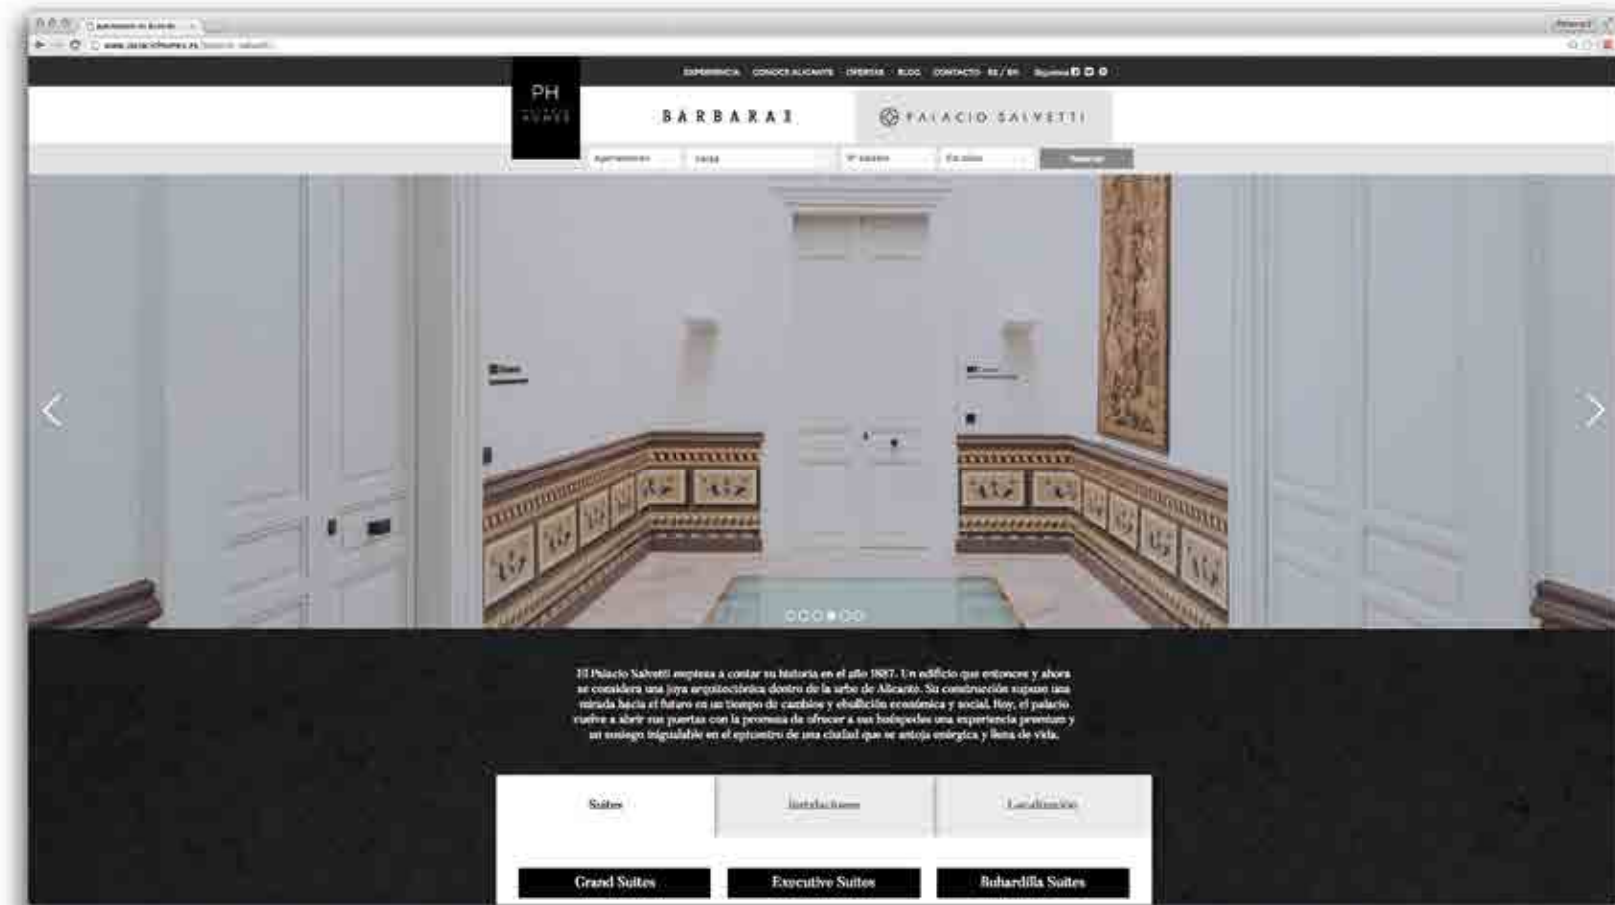 EXPERIENCIA CONOCE ALICANTE OFERTAS BLOG CONTACTO ES / EN Síguenos
PH
HOMES
BARBARA
PALACIO SALVETTI
Apartamentos
Reservar
El Palacio Salvetti empieza a contar su historia en el año 1887. Un edificio que entonces y ahora
se considera una joya arquitectónica dentro de la urbe de Alicante. Su construcción supuso una
mirada hacia el futuro en un tiempo de cambios y ebullición económica y social. Hoy, el palacio
vuelve a abrir sus puertas con la promesa de ofrecer a sus huéspedes una experiencia premium y
un sosiego inigualable en el epicentro de una ciudad que se antoja enérgica y llena de vida.
Suites
Instalaciones
Localización
Grand Suites
Executive Suites
Buhardilla Suites